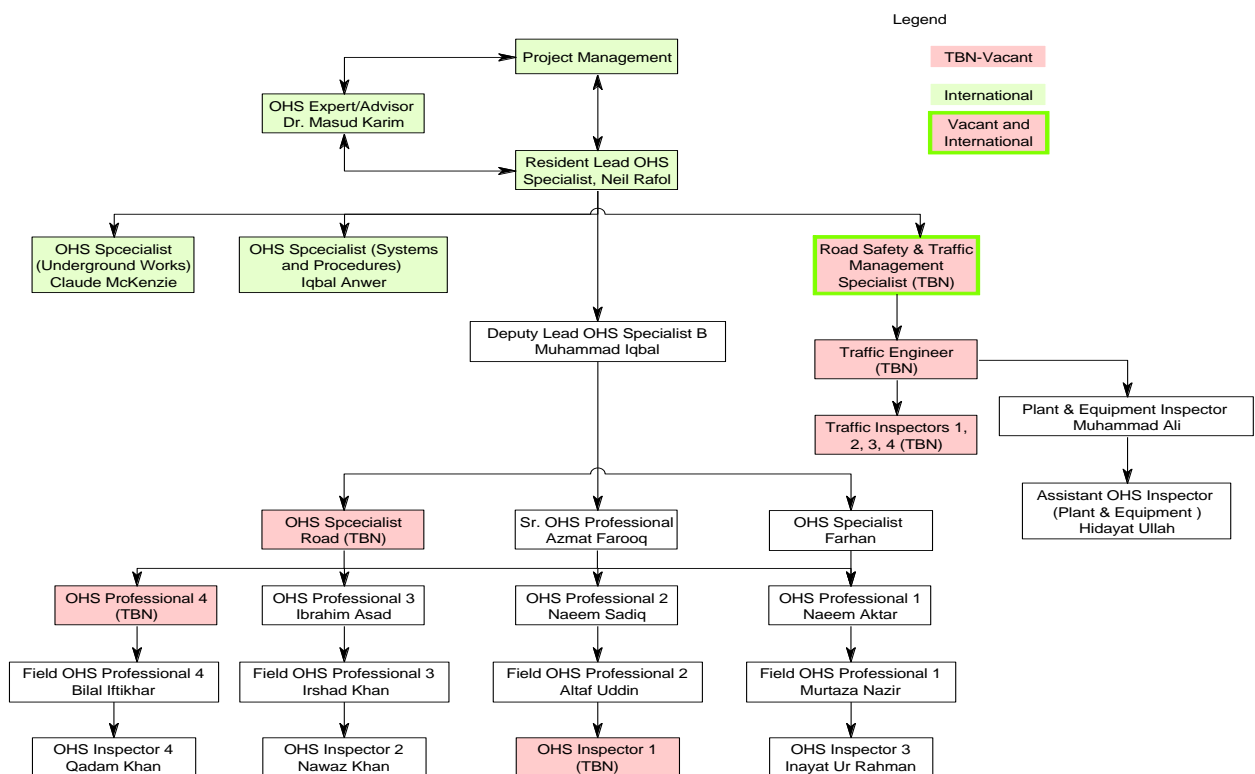 Legend
Project Management
TBN-Vacant
International
OHS Expert/Advisor
Dr. Masud Karim
Vacant and
International
Resident Lead OHS
Specialist, Neil Rafol
OHS Spcecialist
(Underground Works)
Claude McKenzie
OHS Spcecialist (Systems
and Procedures)
Iqbal Anwer
Road Safety & Traffic
Management
Specialist (TBN)
Deputy Lead OHS Specialist B
Muhammad Iqbal
Traffic Engineer
(TBN)
Plant & Equipment Inspector
Muhammad Ali
Traffic Inspectors 1,
2, 3, 4 (TBN)
Assistant OHS Inspector
(Plant & Equipment )
Hidayat Ullah
OHS Spcecialist
Road (TBN)
Sr. OHS Professional
Azmat Farooq
OHS Specialist
Farhan
OHS Professional 4
(TBN)
OHS Professional 3
Ibrahim Asad
OHS Professional 2
Naeem Sadiq
OHS Professional 1
Naeem Aktar
Field OHS Professional 4
Bilal Iftikhar
Field OHS Professional 3
Irshad Khan
Field OHS Professional 2
Altaf Uddin
Field OHS Professional 1
Murtaza Nazir
OHS Inspector 4
Qadam Khan
OHS Inspector 2
Nawaz Khan
OHS Inspector 1
(TBN)
OHS Inspector 3
Inayat Ur Rahman